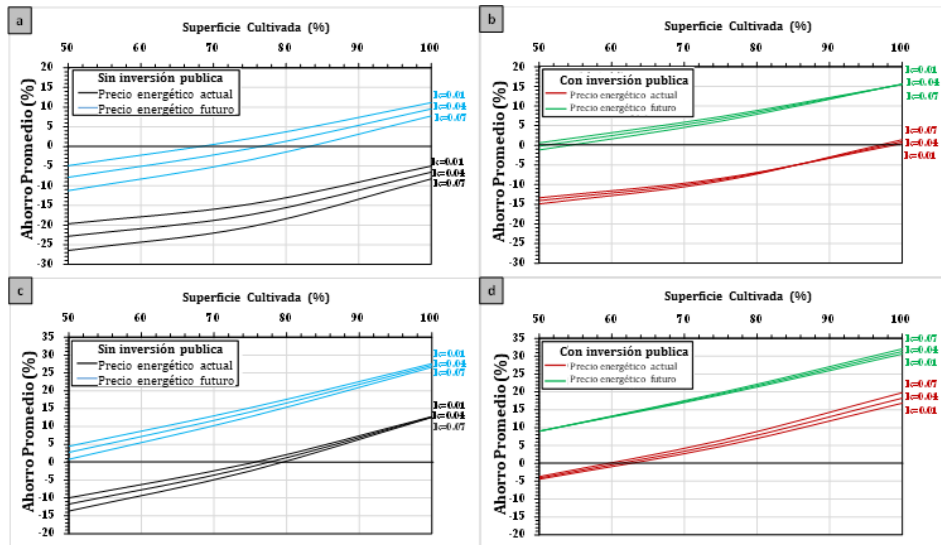 a
Superficie Cultivada (%)
50 60 70 80 90 100
Ahorro Promedio (%)
20
15
10
5
0
-5
-10
-15
-20
-25
-30
Sin inversión publica
Precio energético actual
Precio energético futuro
k=0.01
k=0.04
k=0.07
k=0.01
k=0.04
k=0.07
b
Superficie Cultivada (%)
50 60 70 80 90 100
Ahorro Promedio (%)
20
15
10
5
0
-5
-10
-15
-20
-25
-30
Con inversión publica
Precio energético actual
Precio energético futuro
k=0.01
k=0.04
k=0.07
k=0.07
k=0.04
k=0.01
c
Superficie Cultivada (%)
50 60 70 80 90 100
Ahorro Promedio (%)
35
30
25
20
15
10
5
0
-5
-10
-15
-20
Sin inversión publica
Precio energético actual
Precio energético futuro
k=0.01
k=0.04
k=0.07
k=0.01
k=0.04
k=0.07
d
Superficie Cultivada (%)
50 60 70 80 90 100
Ahorro Promedio (%)
35
30
25
20
15
10
5
0
-5
-10
-15
-20
Con inversión publica
Precio energético actual
Precio energético futuro
k=0.07
k=0.04
k=0.01
k=0.07
k=0.04
k=0.01